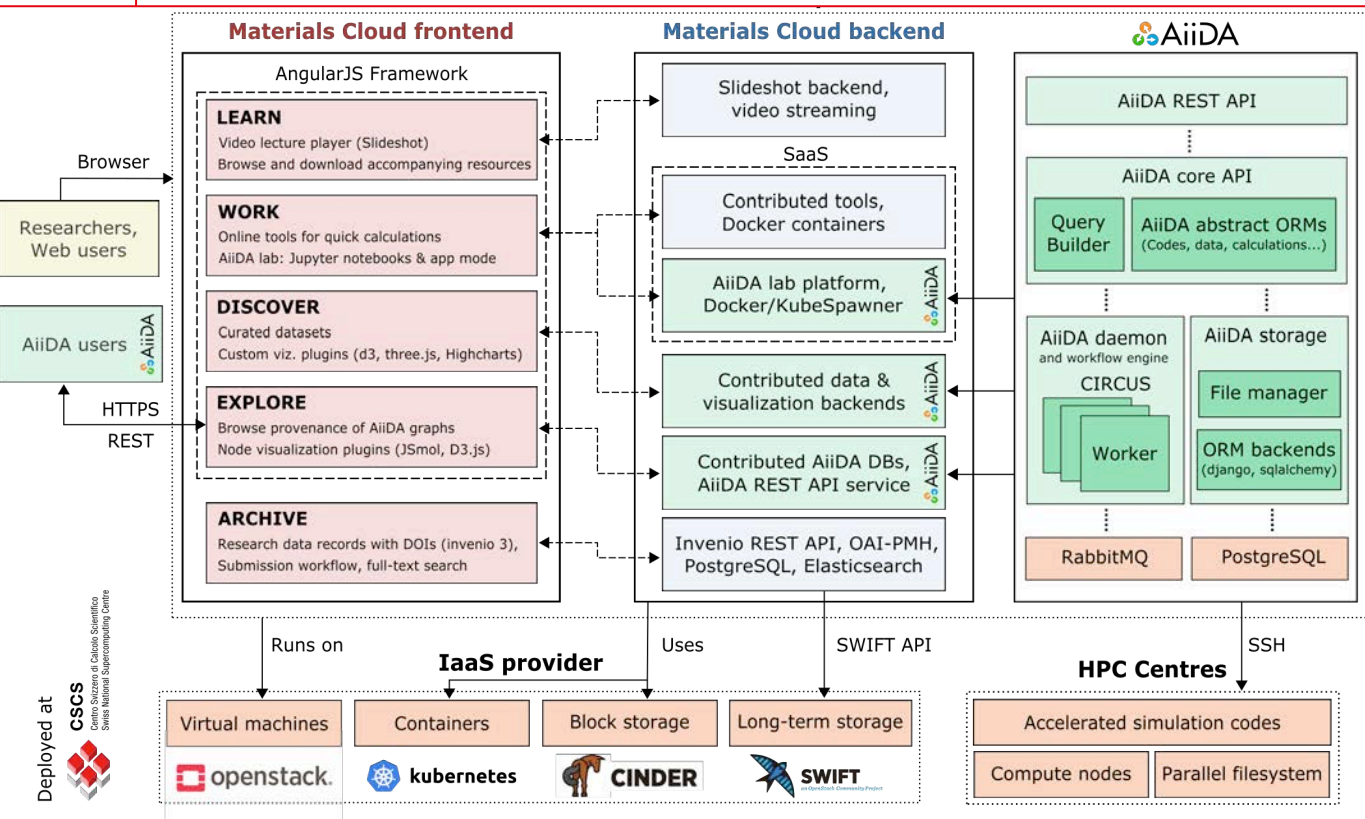 Materials Cloud frontend
Materials Cloud backend
AiiDA
AngularJS Framework
LEARN
Video lecture player (Slideshot)
Browse and download accompanying resources
WORK
Online tools for quick calculations
AiiDA lab: Jupyter notebooks & app mode
DISCOVER
Curated datasets
Custom viz. plugins (d3, three.js, Highcharts)
EXPLORE
Browse provenance of AiiDA graphs
Node visualization plugins (JSmol, D3.js)
ARCHIVE
Research data records with DOIs (invenio 3),
Submission workflow, full-text search
Browser
Researchers,
Web users
AiiDA users
AiiDA
HTTPS
REST
Slideshot backend,
video streaming
SaaS
Contributed tools,
Docker containers
AiiDA lab platform,
Docker/KubeSpawner
AiiDA
Contributed data &
visualization backends
AiiDA
Contributed AiiDA DBs,
AiiDA REST API service
AiiDA
Invenio REST API, OAI-PMH,
PostgreSQL, Elasticsearch
AiiDA REST API
AiiDA core API
Query
Builder
AiiDA abstract ORMs
(Codes, data, calculations...)
AiiDA daemon
and workflow engine
CIRCUS
Worker
AiiDA storage
File manager
ORM backends
(django, sqlalchemy)
RabbitMQ
PostgreSQL
Runs on
Uses
SWIFT API
SSH
IaaS provider
HPC Centres
Virtual machines
Containers
Block storage
Long-term storage
openstack.
kubernetes
CINDER
SWIFT
an OpenStack Community Project
Accelerated simulation codes
Compute nodes
Parallel filesystem
Deployed at
CSCS
Centro Svizzero di Calcolo Scientifico
Swiss National Supercomputing Centre